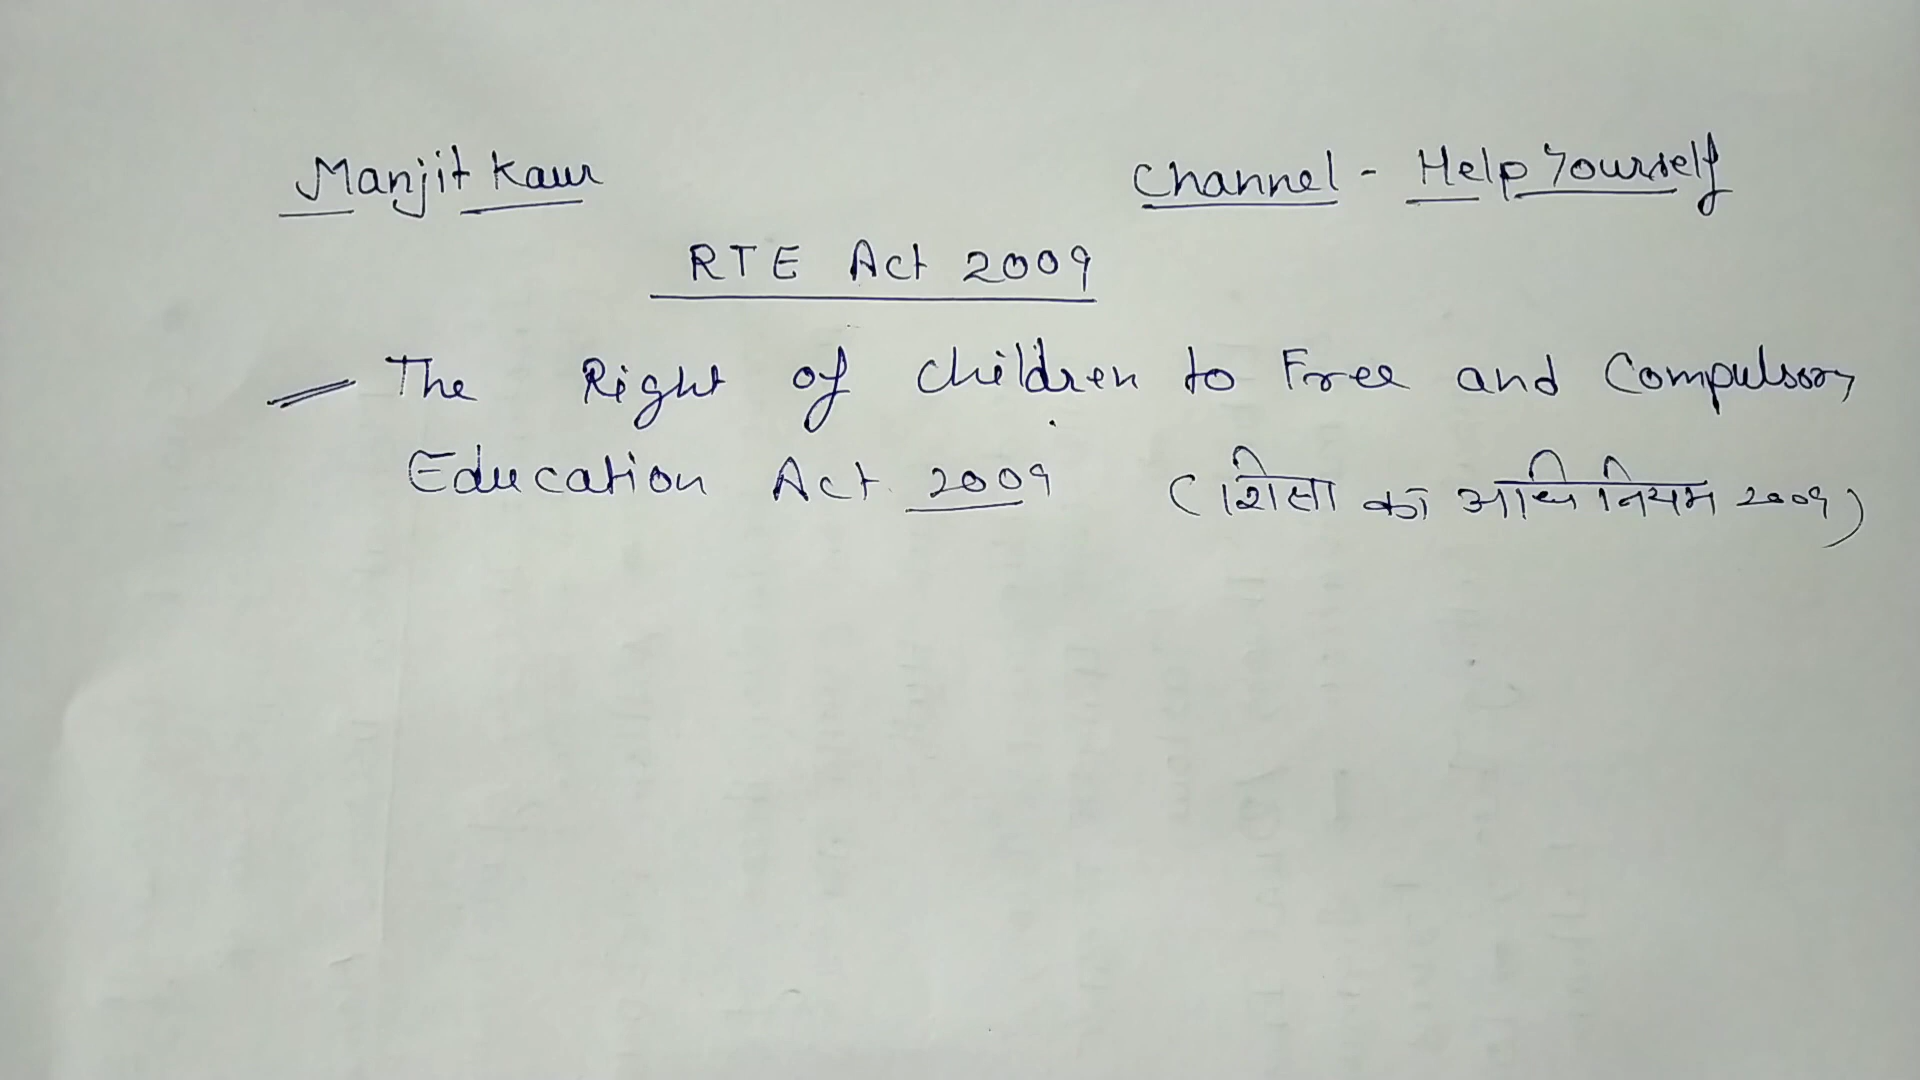 Manjit Kaur Channel - Help Yourself
RTE Act 2009
The Right of Children to Free and Compulsory
Education Act 2009 (शिक्षा का अधिनियम 2009)